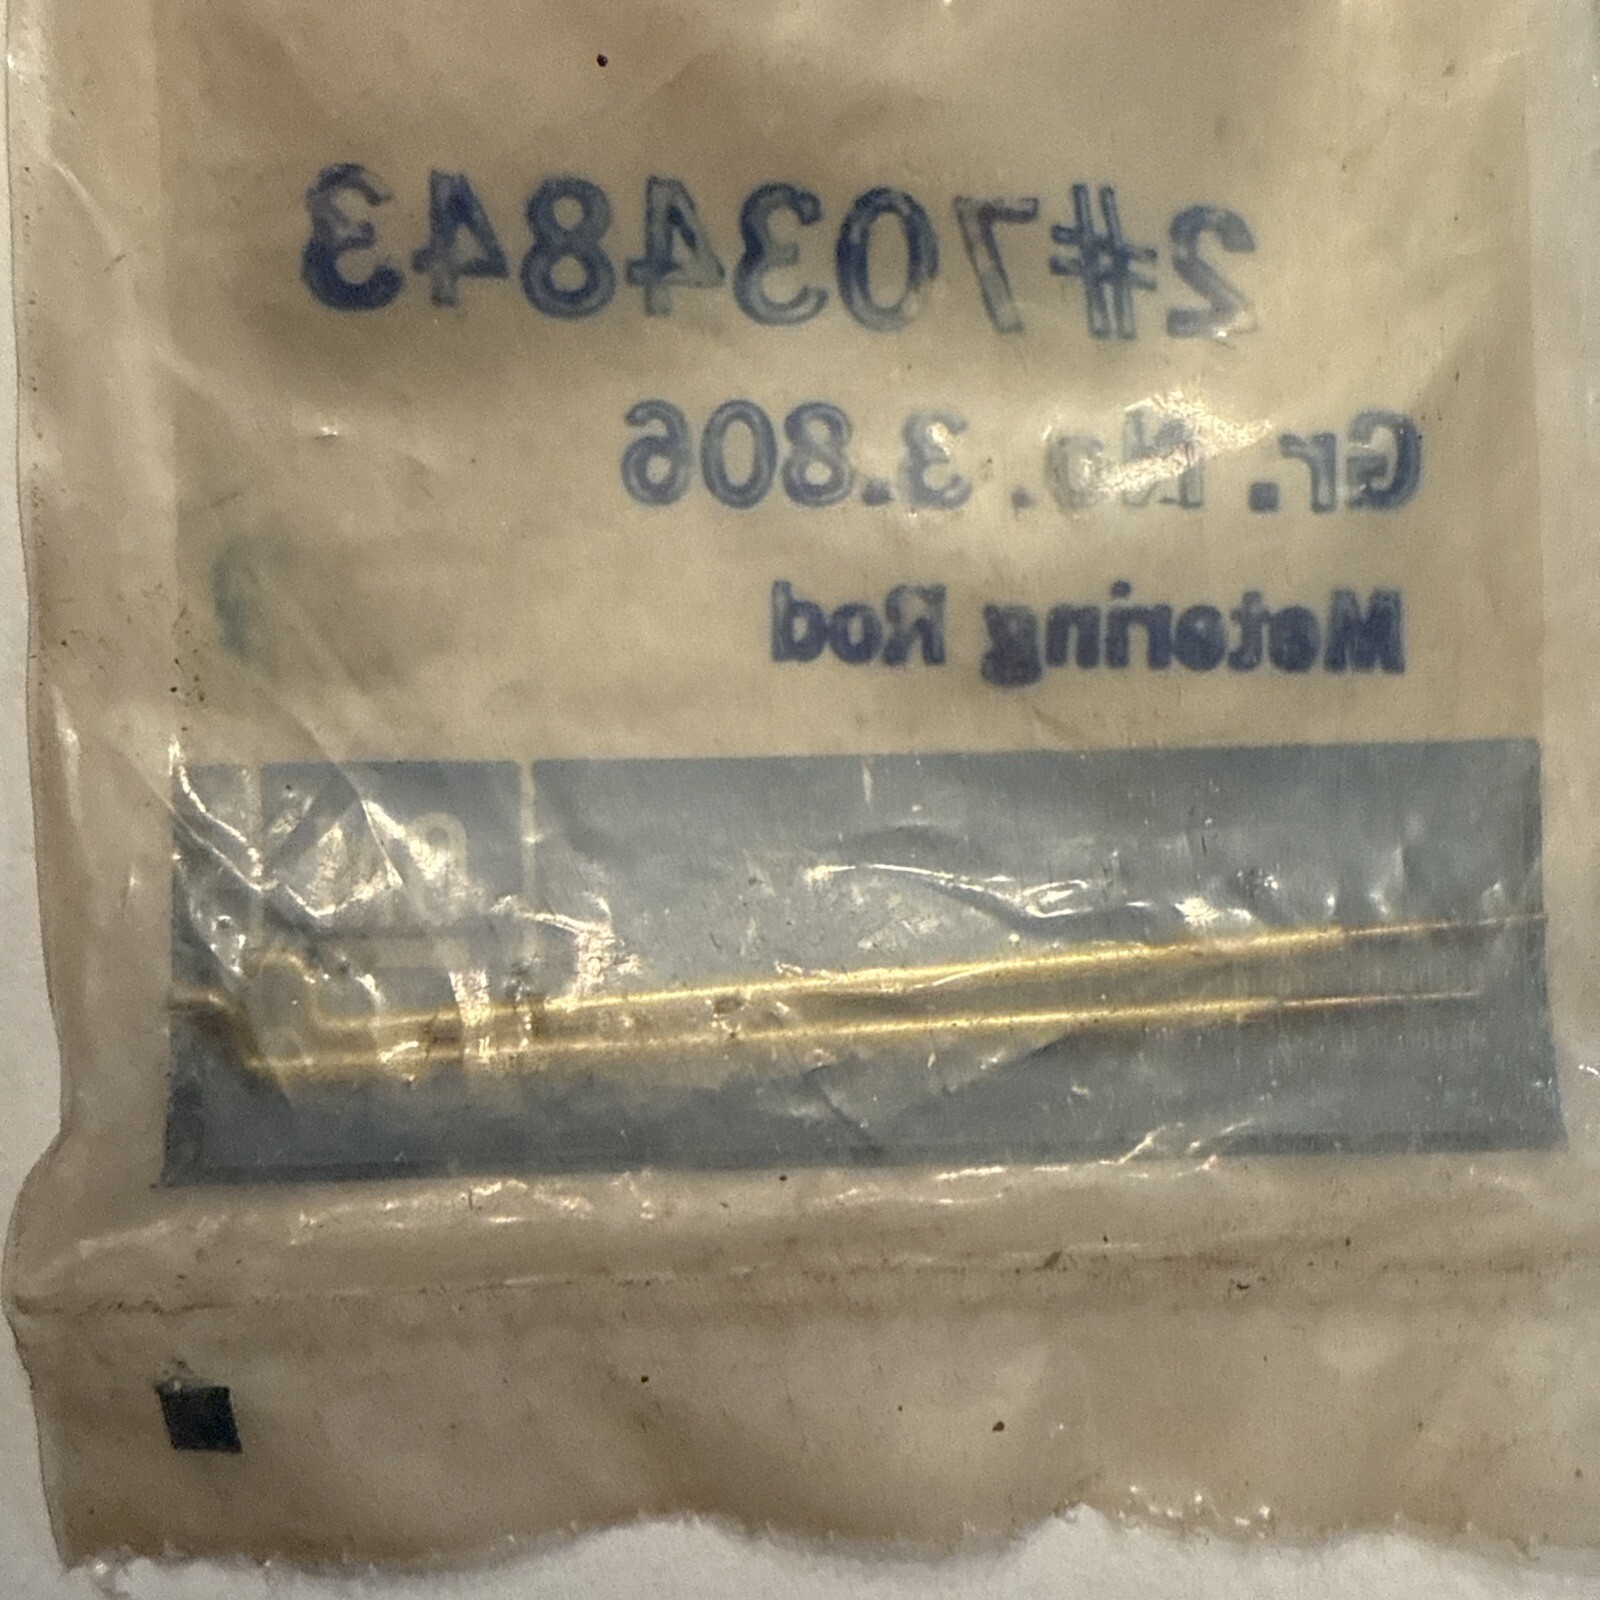 2#7034843
Gr. No. 3.806
Metering Rod